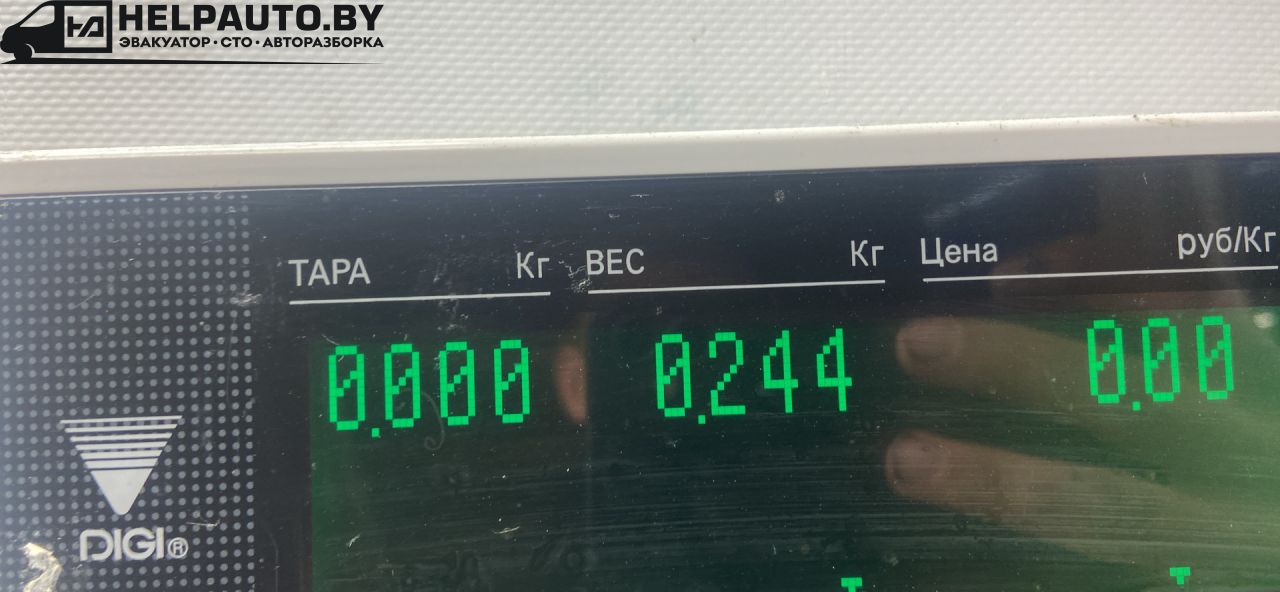 HELPAUTO.BY
ЭВАКУАТОР · СТО · АВТОРАЗБОРКА
ТАРА Кг ВЕС Кг Цена руб/Кг
0.000 0.244 0.00
DIGI®